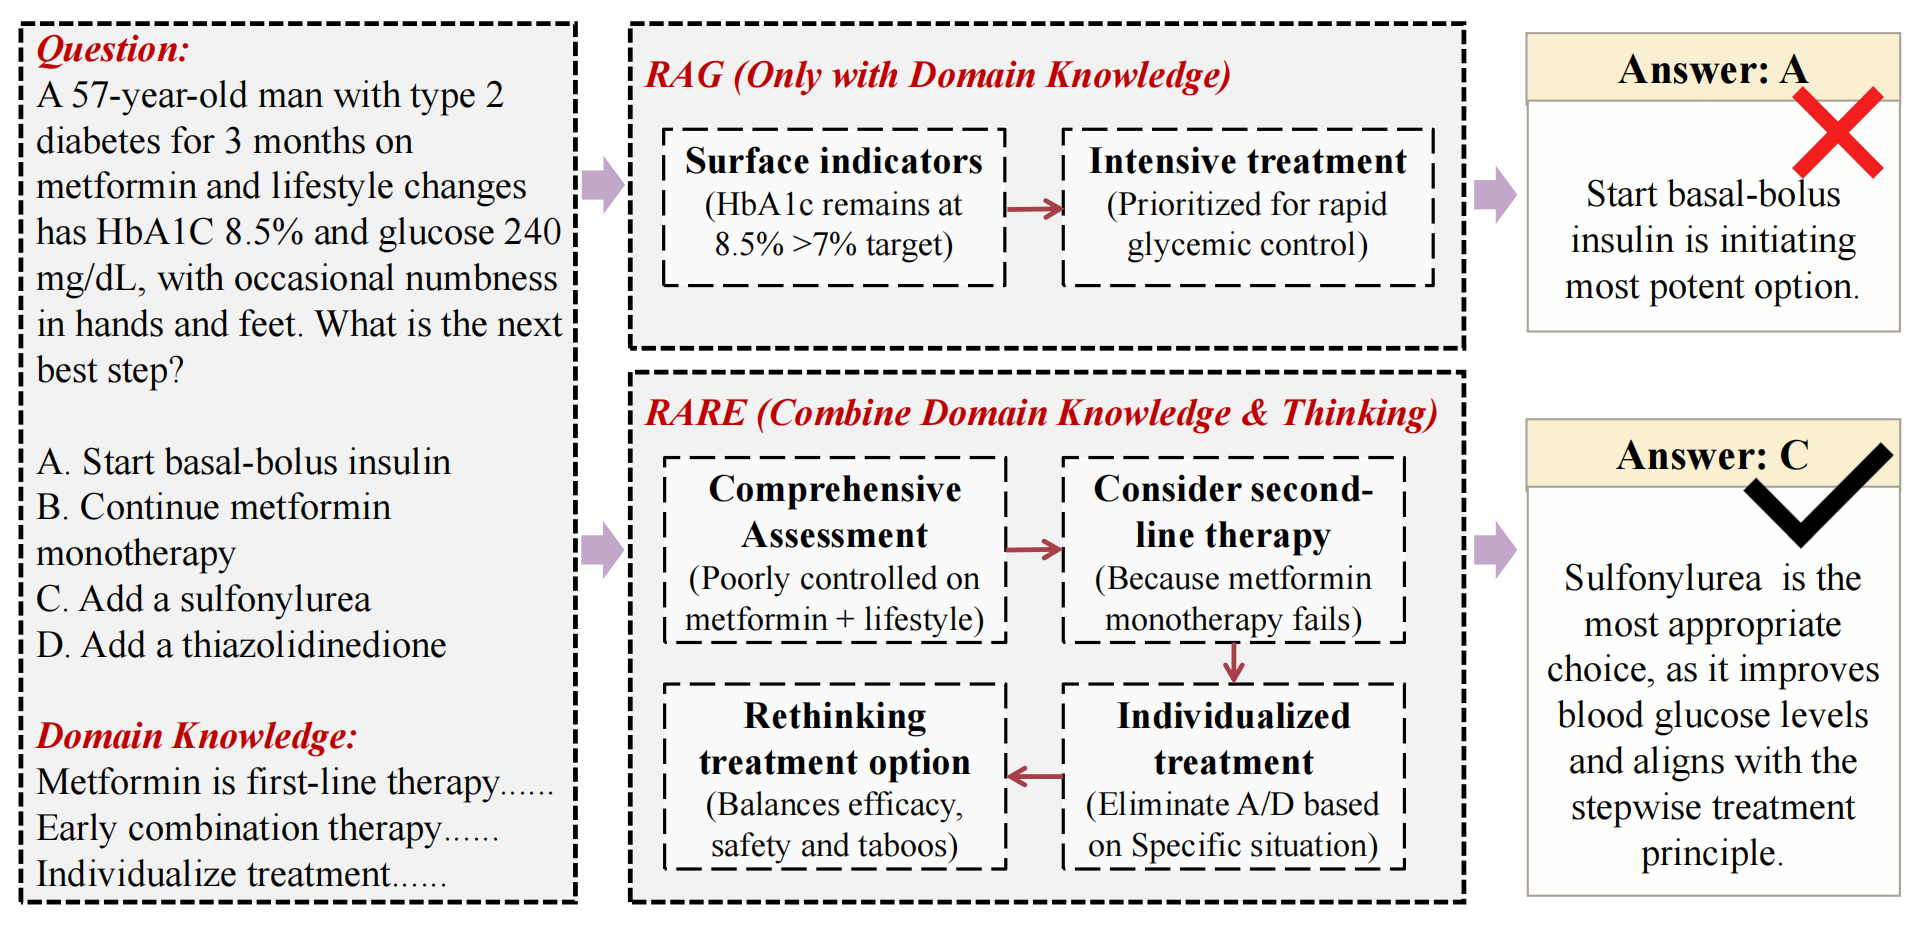 Question:
A 57-year-old man with type 2
diabetes for 3 months on
metformin and lifestyle changes
has HbA1C 8.5% and glucose 240
mg/dL, with occasional numbness
in hands and feet. What is the next
best step?
A. Start basal-bolus insulin
B. Continue metformin
monotherapy
C. Add a sulfonylurea
D. Add a thiazolidinedione
Domain Knowledge:
Metformin is first-line therapy......
Early combination therapy......
Individualize treatment......
RAG (Only with Domain Knowledge)
Surface indicators
(HbA1c remains at
8.5% >7% target)
Intensive treatment
(Prioritized for rapid
glycemic control)
Answer: A
Start basal-bolus
insulin is initiating
most potent option.
RARE (Combine Domain Knowledge & Thinking)
Comprehensive
Assessment
(Poorly controlled on
metformin + lifestyle)
Consider second-
line therapy
(Because metformin
monotherapy fails)
Individualized
treatment
(Eliminate A/D based
on Specific situation)
Rethinking
treatment option
(Balances efficacy,
safety and taboos)
Answer: C
Sulfonylurea is the
most appropriate
choice, as it improves
blood glucose levels
and aligns with the
stepwise treatment
principle.